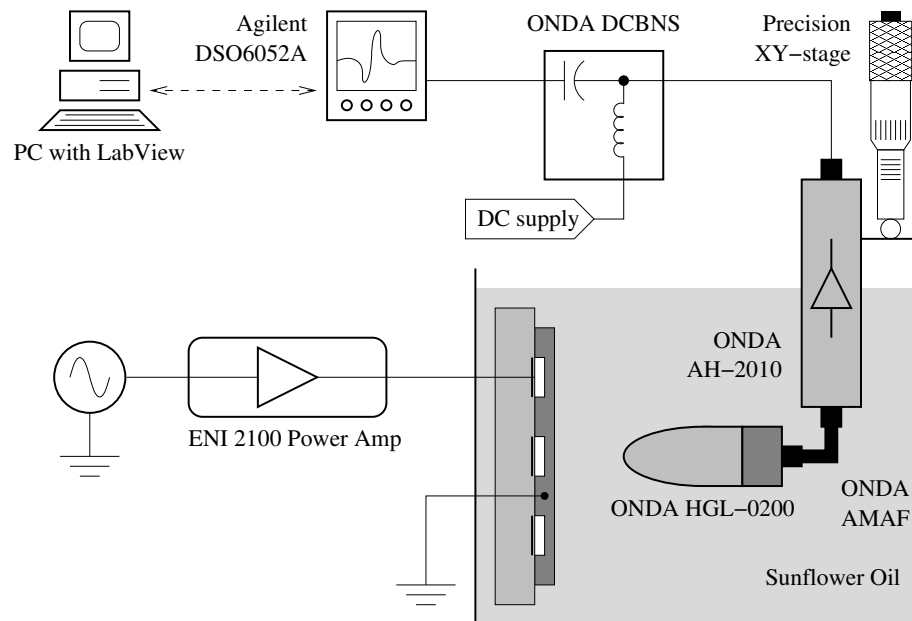 Agilent
DSO6052A
ONDA DCBNS
Precision
XY−stage
PC with LabView
DC supply
ONDA
AH−2010
ENI 2100 Power Amp
ONDA HGL−0200
ONDA
AMAF
Sunflower Oil